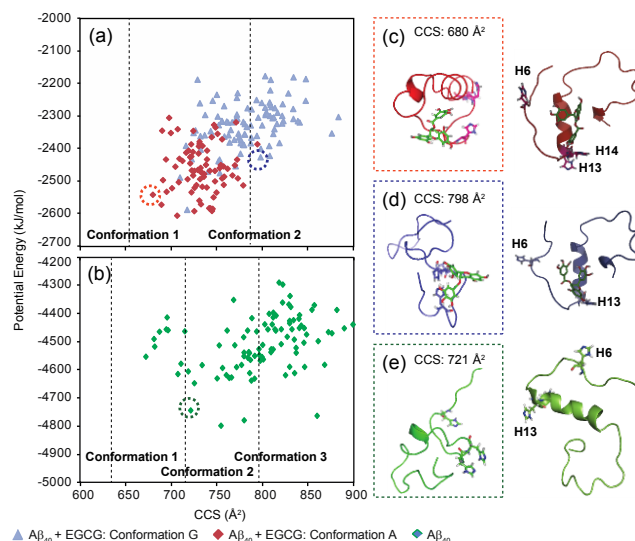 (a)
-2000
-2100
-2200
-2300
-2400
-2500
-2600
-2700
Conformation 1
Conformation 2
(b)
-4200
-4300
-4400
-4500
-4600
-4700
-4800
-4900
-5000
Conformation 1
Conformation 2
Conformation 3
600 650 700 750 800 850 900
Potential Energy (kJ/mol)
CCS (Å²)
(c) CCS: 680 Å²
H6
H14
H13
(d) CCS: 798 Å²
H6
H13
(e) CCS: 721 Å²
H6
H13
Aβ₄₀ + EGCG: Conformation G Aβ₄₀ + EGCG: Conformation A Aβ₄₀